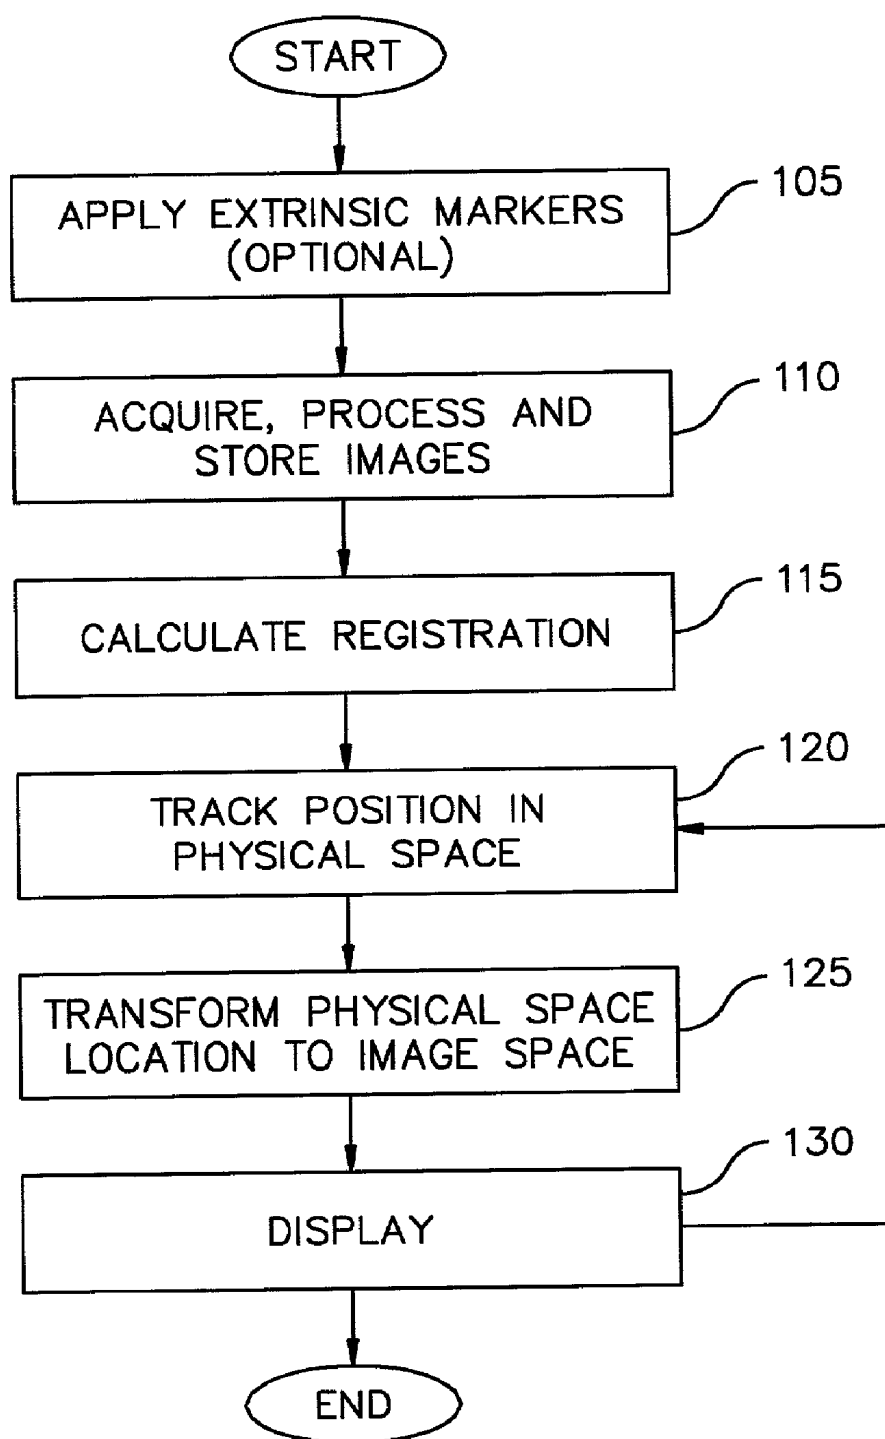 START
105
APPLY EXTRINSIC MARKERS
(OPTIONAL)
110
ACQUIRE, PROCESS AND
STORE IMAGES
115
CALCULATE REGISTRATION
120
TRACK POSITION IN
PHYSICAL SPACE
125
TRANSFORM PHYSICAL SPACE
LOCATION TO IMAGE SPACE
130
DISPLAY
END